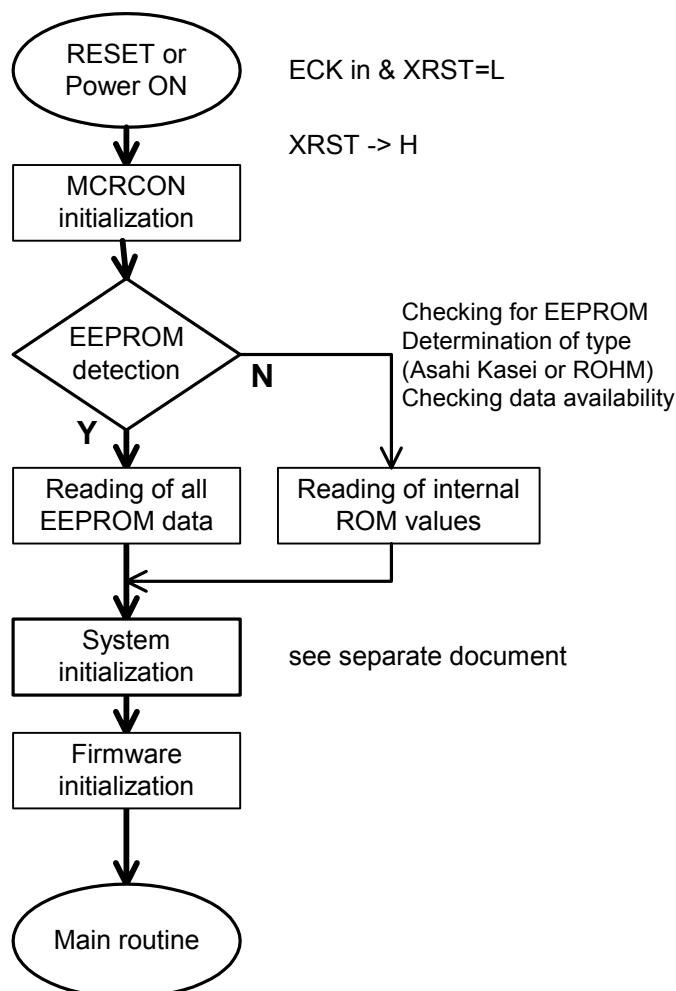 RESET or
Power ON
ECK in & XRST=L
XRST -> H
MCRCON
initialization
EEPROM
detection
N
Y
Checking for EEPROM
Determination of type
(Asahi Kasei or ROHM)
Checking data availability
Reading of all
EEPROM data
Reading of internal
ROM values
System
initialization
see separate document
Firmware
initialization
Main routine